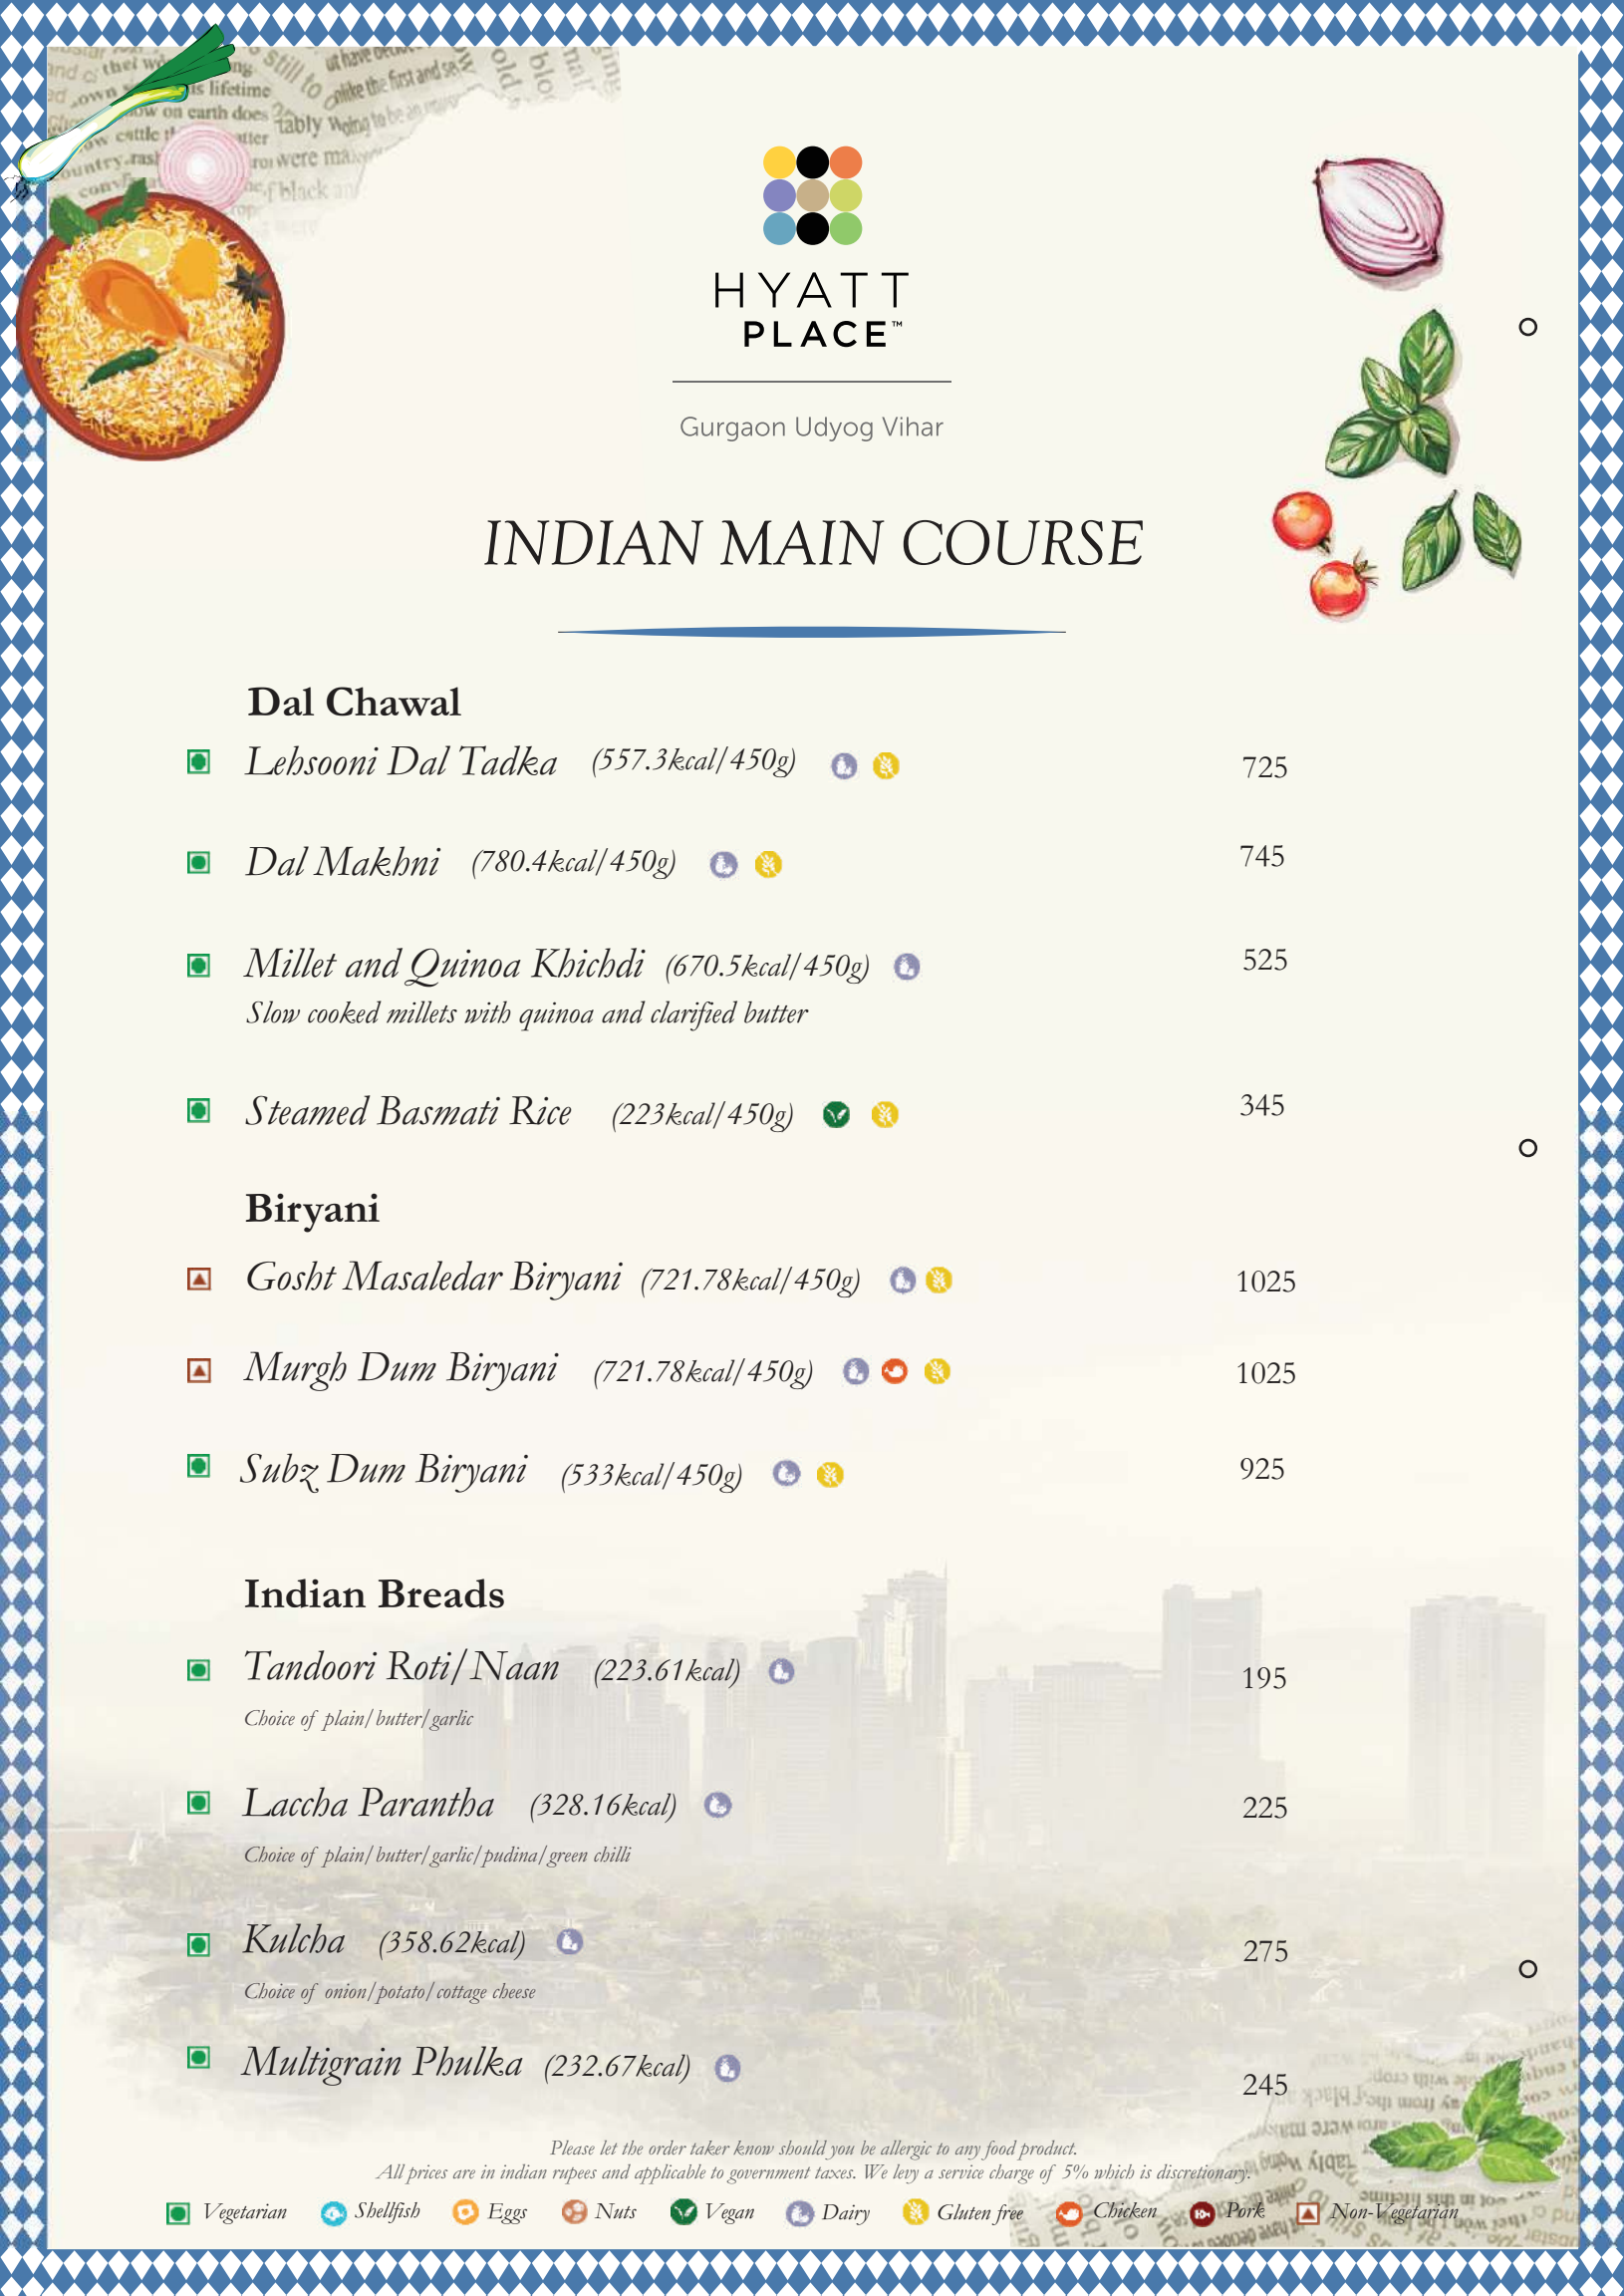 HYATT
PLACE™
Gurgaon Udyog Vihar
INDIAN MAIN COURSE
Dal Chawal
Lehsooni Dal Tadka (557.3kcal/450g) 725
Dal Makhni (780.4kcal/450g) 745
Millet and Quinoa Khichdi (670.5kcal/450g) 525
Slow cooked millets with quinoa and clarified butter
Steamed Basmati Rice (223kcal/450g) 345
Biryani
Gosht Masaledar Biryani (721.78kcal/450g) 1025
Murgh Dum Biryani (721.78kcal/450g) 1025
Subz Dum Biryani (533kcal/450g) 925
Indian Breads
Tandoori Roti/Naan (223.61kcal) 195
Choice of plain/butter/garlic
Laccha Parantha (328.16kcal) 225
Choice of plain/butter/garlic/pudina/green chilli
Kulcha (358.62kcal) 275
Choice of onion/potato/cottage cheese
Multigrain Phulka (232.67kcal) 245
Please let the order taker know should you be allergic to any food product.
All prices are in indian rupees and applicable to government taxes. We levy a service charge of 5% which is discretionary.
Vegetarian Shellfish Eggs Nuts Vegan Dairy Gluten free Chicken Pork Non-Vegetarian